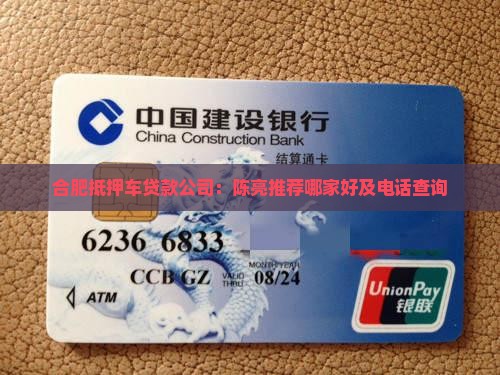 中国建设银行
China Construction Bank
结算通卡
合肥抵押车贷款公司：陈亮推荐哪家好及电话查询
6236 6833
MONTH/YEAR
CCB GZ VALID THRU 08/24
ATM
UnionPay
银联